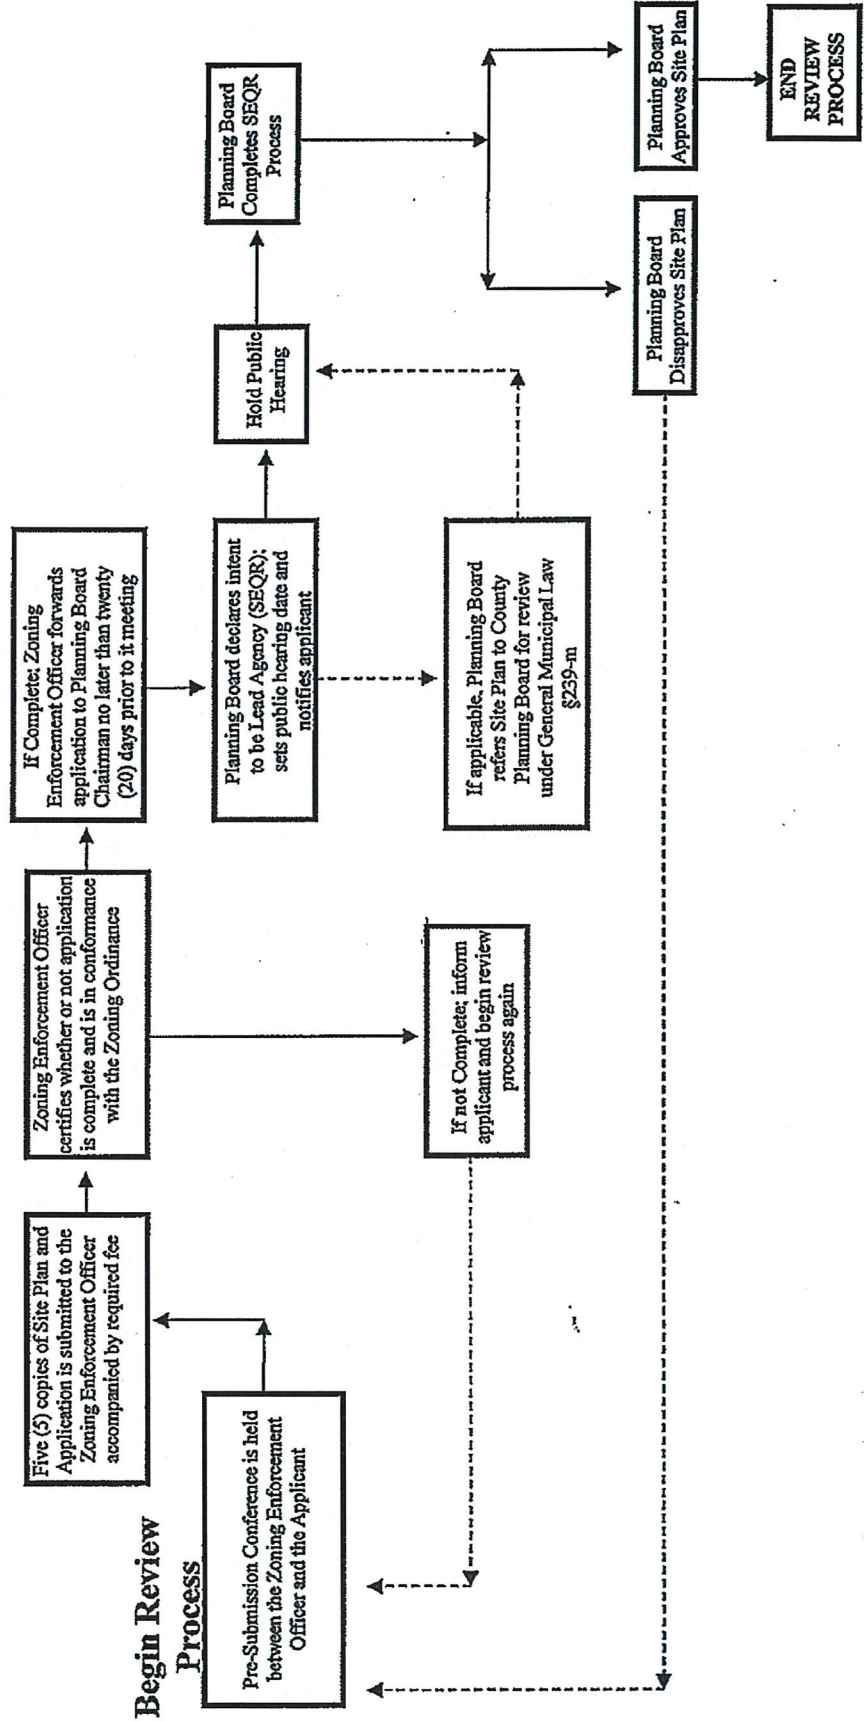 Begin Review
Process
Pre-Submission Conference is held
between the Zoning Enforcement
Officer and the Applicant
Five (5) copies of Site Plan and
Application is submitted to the
Zoning Enforcement Officer
accompanied by required fee
Zoning Enforcement Officer
certifies whether or not application
is complete and is in conformance
with the Zoning Ordinance
If not Complete; inform
applicant and begin review
process again
If Complete; Zoning
Enforcement Officer forwards
application to Planning Board
Chairman no later than twenty
(20) days prior to it meeting
Planning Board declares intent
to be Lead Agency (SEQR);
sets public hearing date and
notifies applicant
If applicable, Planning Board
refers Site Plan to County
Planning Board for review
under General Municipal Law
§239-m
Hold Public
Hearing
Planning Board
Completes SEQR
Process
Planning Board
Disapproves Site Plan
Planning Board
Approves Site Plan
END
REVIEW
PROCESS